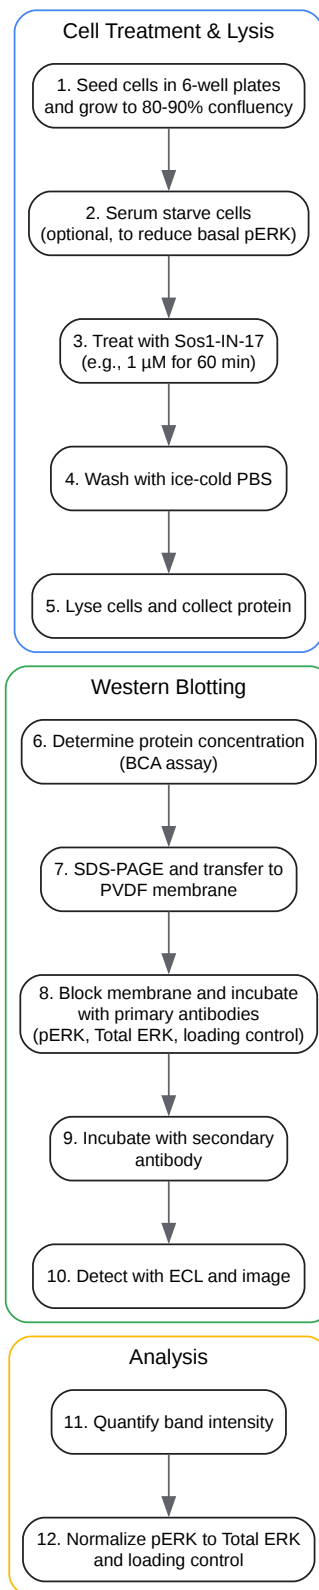 Cell Treatment & Lysis
1. Seed cells in 6-well plates
and grow to 80-90% confluency
2. Serum starve cells
(optional, to reduce basal pERK)
3. Treat with Sos1-IN-17
(e.g., 1 µM for 60 min)
4. Wash with ice-cold PBS
5. Lyse cells and collect protein
Western Blotting
6. Determine protein concentration
(BCA assay)
7. SDS-PAGE and transfer to
PVDF membrane
8. Block membrane and incubate
with primary antibodies
(pERK, Total ERK, loading control)
9. Incubate with secondary
antibody
10. Detect with ECL and image
Analysis
11. Quantify band intensity
12. Normalize pERK to Total ERK
and loading control